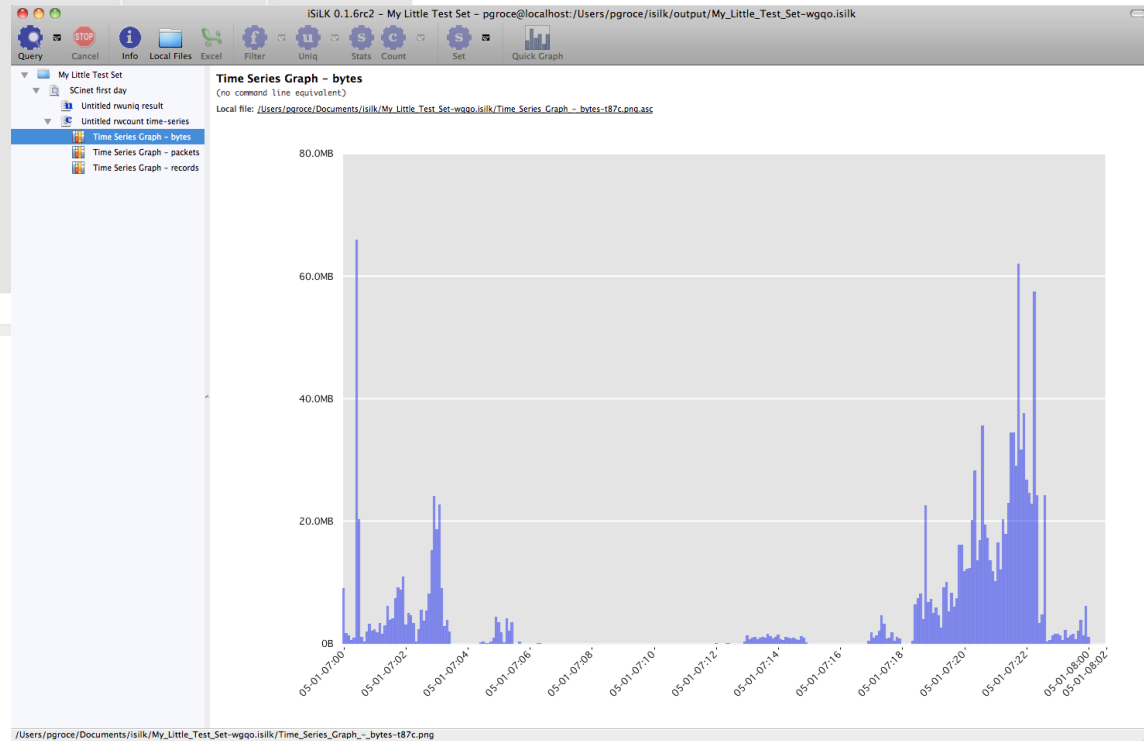 iSiLK 0.1.6rc2 - My Little Test Set - pgroce@localhost:/Users/pgroce/isilk/output/My_Little_Test_Set-wgqo.isilk
STOP i f u S C S
Query Cancel Info Local Files Excel Filter Uniq Stats Count Set Quick Graph
My Little Test Set
SCinet first day
Untitled rwuniq result
Untitled rwcount time-series
Time Series Graph - bytes
Time Series Graph - packets
Time Series Graph - records
Time Series Graph - bytes
(no command line equivalent)
Local file: /Users/pgroce/Documents/isilk/My_Little_Test_Set-wgqo.isilk/Time_Series_Graph_-_bytes-t87c.png.asc
80.0MB
60.0MB
40.0MB
20.0MB
0B
05-01-07:00 05-01-07:02 05-01-07:04 05-01-07:06 05-01-07:08 05-01-07:10 05-01-07:12 05-01-07:14 05-01-07:16 05-01-07:18 05-01-07:20 05-01-07:22 05-01-08:00 05-01-08:02
/Users/pgroce/Documents/isilk/My_Little_Test_Set-wgqo.isilk/Time_Series_Graph_-_bytes-t87c.png